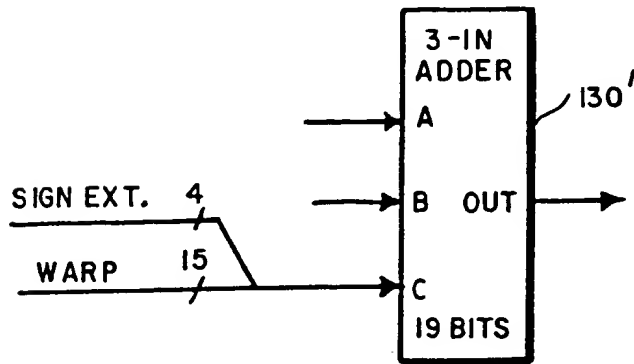 3-IN
ADDER
130'
A
SIGN EXT. 4
B OUT
WARP 15
C
19 BITS